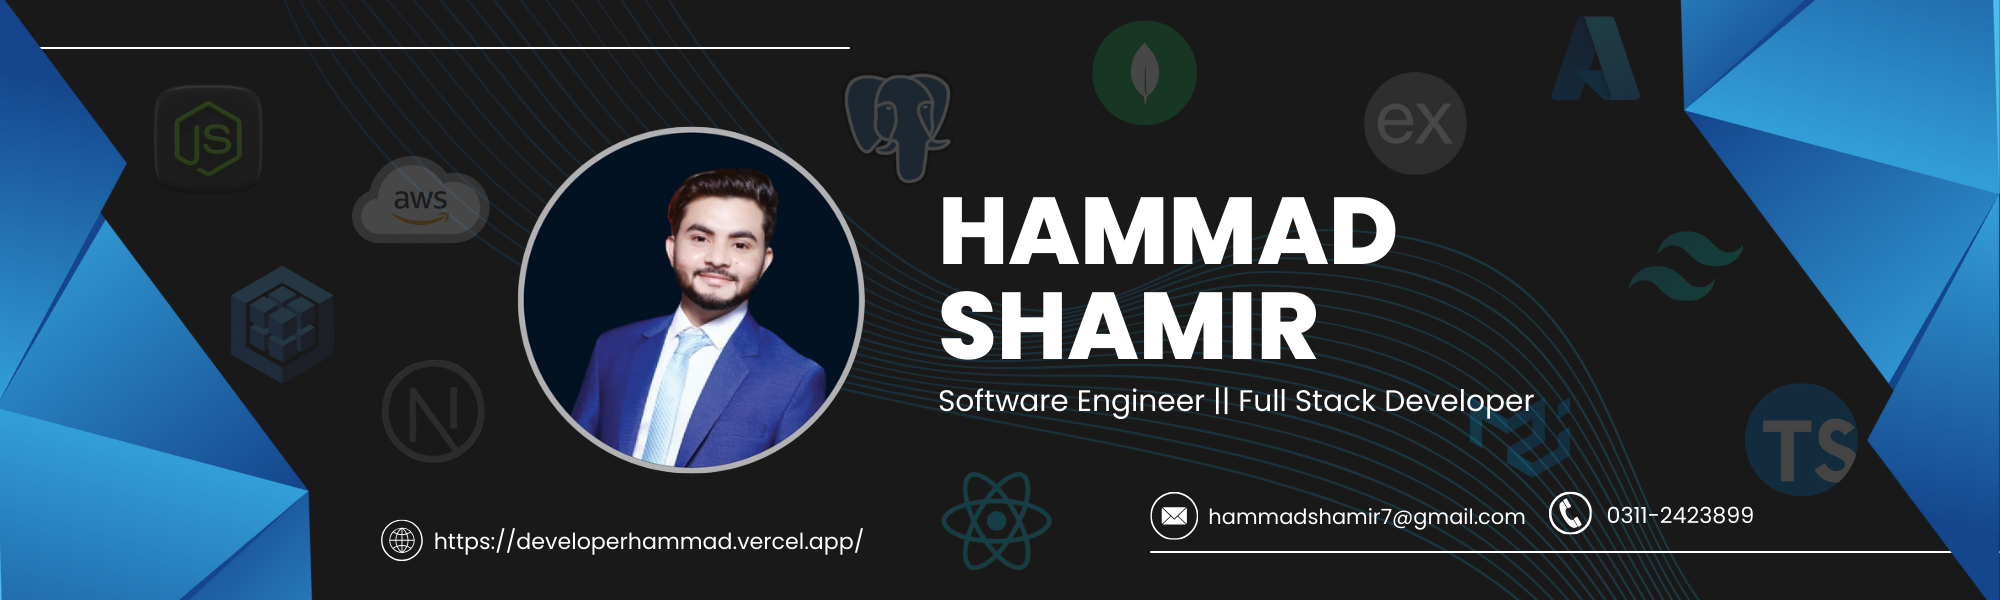 JS
aws
ex
N
TS
HAMMAD
SHAMIR
Software Engineer || Full Stack Developer
https://developerhammad.vercel.app/
hammadshamir7@gmail.com
0311-2423899